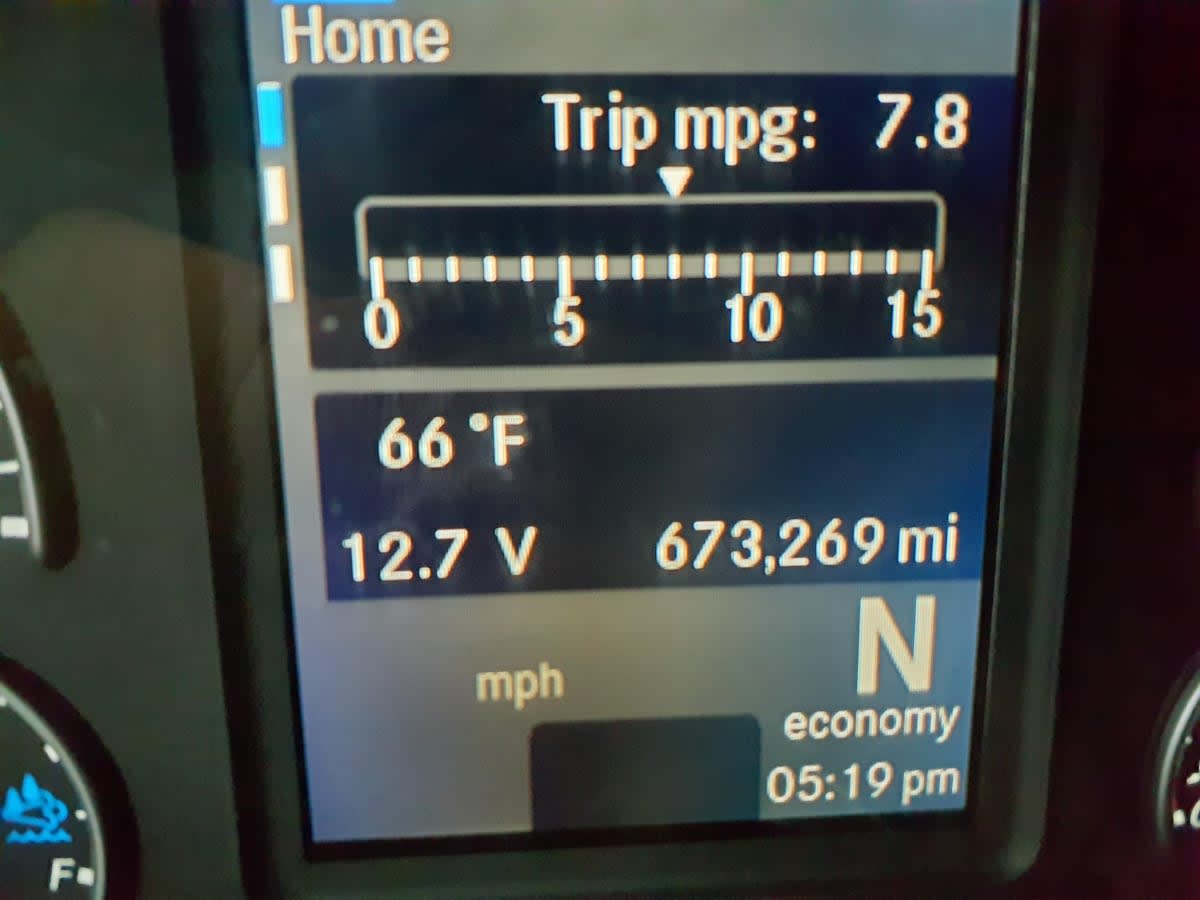 Home
Trip mpg: 7.8
0 5 10 15
66 °F
12.7 V 673,269 mi
N
mph
economy
05:19 pm
F